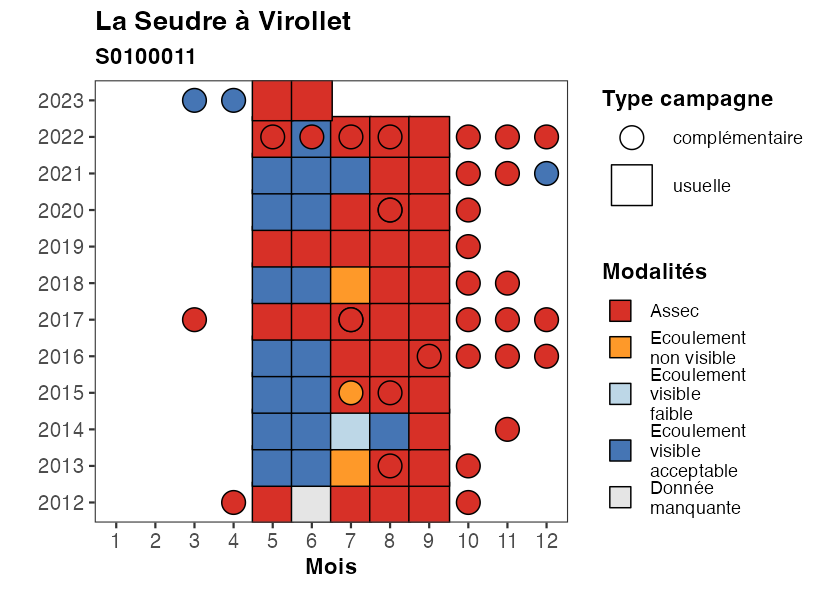 La Seudre à Virollet
S0100011
2023
2022
2021
2020
2019
2018
2017
2016
2015
2014
2013
2012
1 2 3 4 5 6 7 8 9 10 11 12
Mois
Type campagne
complémentaire
usuelle
Modalités
Assec
Ecoulement
non visible
Ecoulement
visible
faible
Ecoulement
visible
acceptable
Donnée
manquante